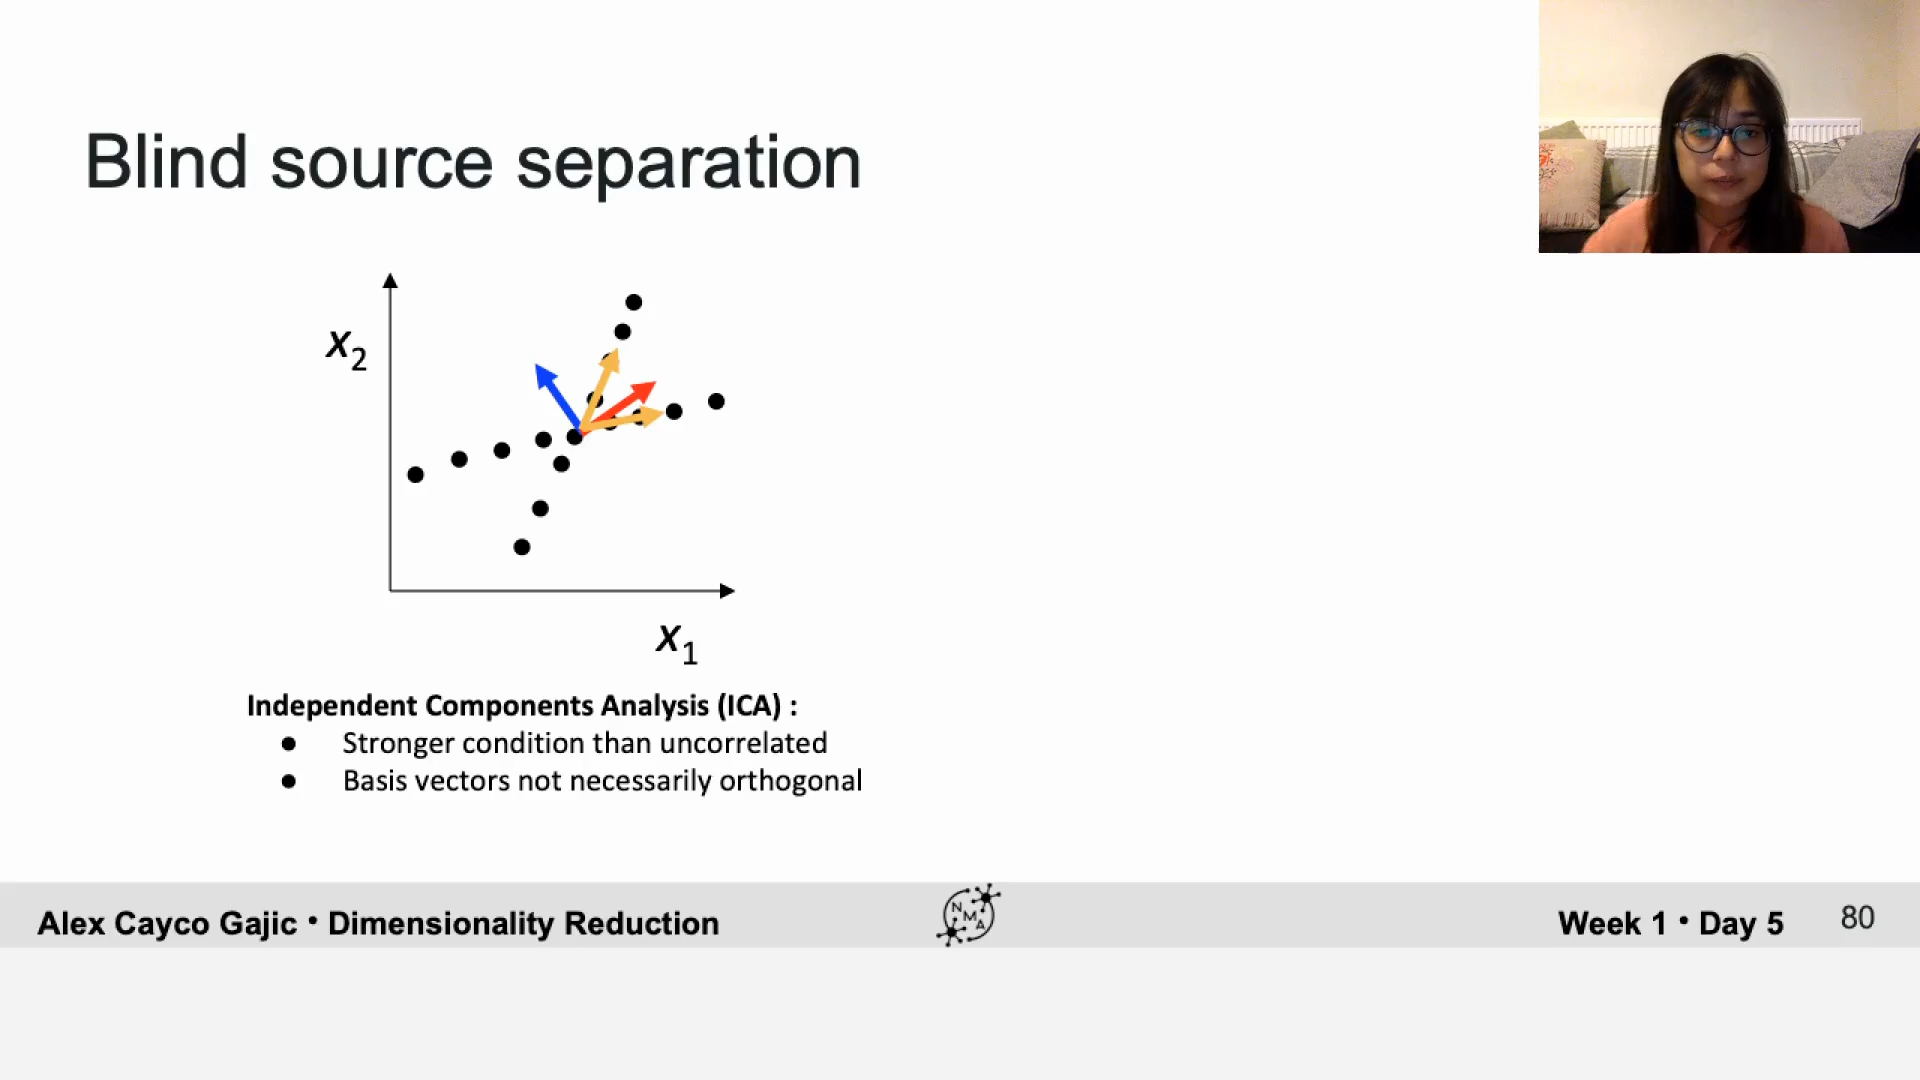 Blind source separation
x2
x1
Independent Components Analysis (ICA) :
● Stronger condition than uncorrelated
● Basis vectors not necessarily orthogonal
Alex Cayco Gajic • Dimensionality Reduction
N M A
Week 1 • Day 5 80